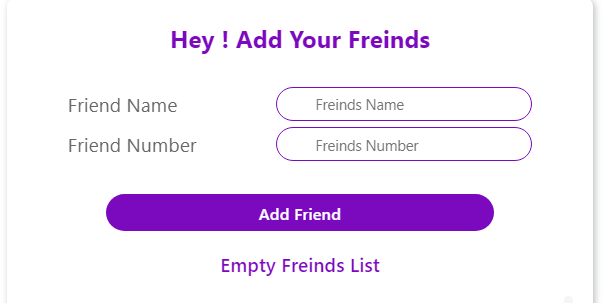 Hey ! Add Your Freinds
Friend Name
Freinds Name
Friend Number
Freinds Number
Add Friend
Empty Freinds List